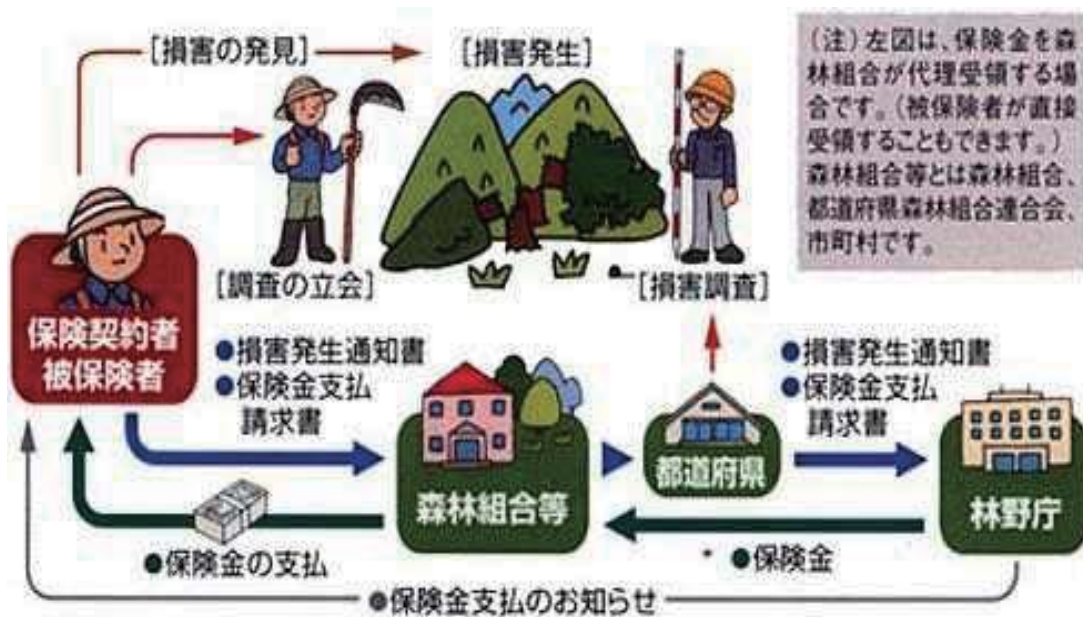 [損害の発見]
[損害発生]
(注)左図は、保険金を森
林組合が代理受領する場
合です。(被保険者が直接
受領することもできます。)
森林組合等とは森林組合、
都道府県森林組合連合会、
市町村です。
[調査の立会]
[損害調査]
保険契約者
被保険者
●損害発生通知書
●保険金支払
請求書
森林組合等
都道府県
●損害発生通知書
●保険金支払
請求書
林野庁
●保険金の支払
●保険金
●保険金支払のお知らせ